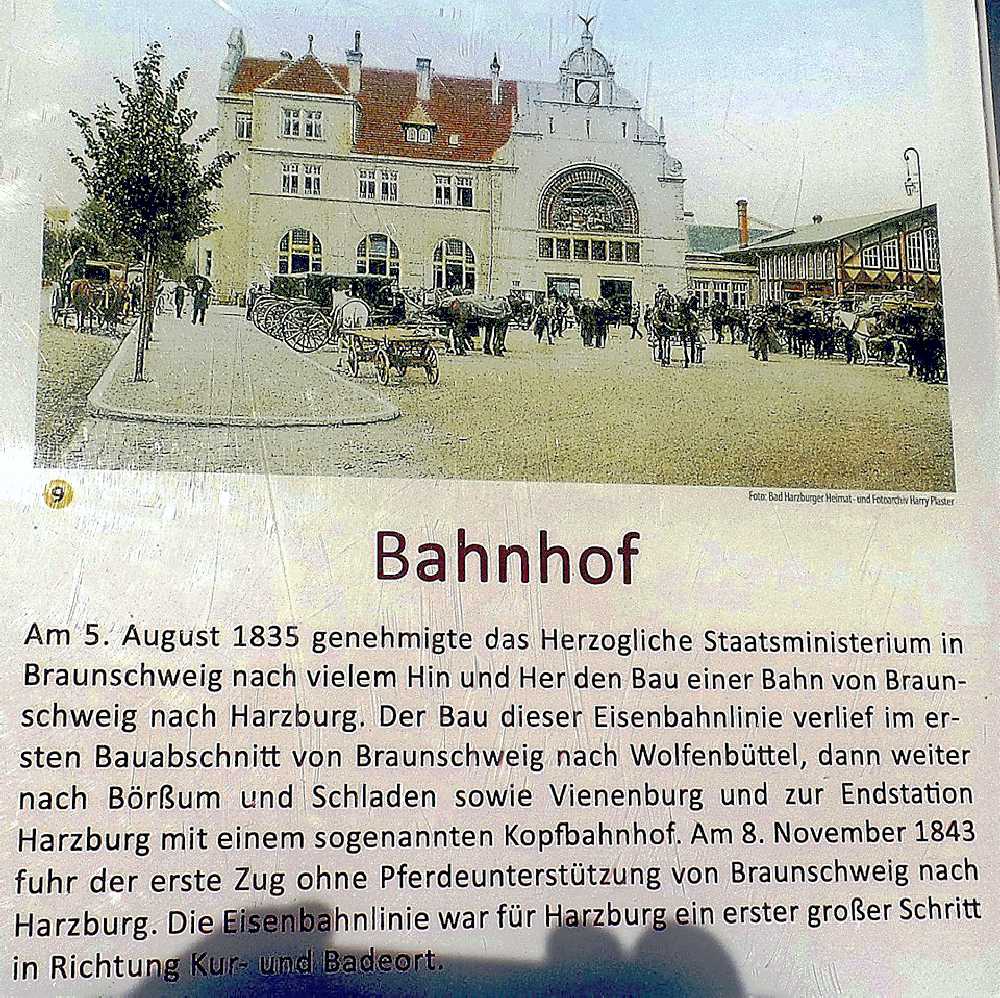 9
Foto: Bad Harzburger Heimat- und Fotoarchiv Harry Plaster
Bahnhof
Am 5. August 1835 genehmigte das Herzogliche Staatsministerium in
Braunschweig nach vielem Hin und Her den Bau einer Bahn von Braun-
schweig nach Harzburg. Der Bau dieser Eisenbahnlinie verlief im er-
sten Bauabschnitt von Braunschweig nach Wolfenbüttel, dann weiter
nach Börßum und Schladen sowie Vienenburg und zur Endstation
Harzburg mit einem sogenannten Kopfbahnhof. Am 8. November 1843
fuhr der erste Zug ohne Pferdeunterstützung von Braunschweig nach
Harzburg. Die Eisenbahnlinie war für Harzburg ein erster großer Schritt
in Richtung Kur- und Badeort.